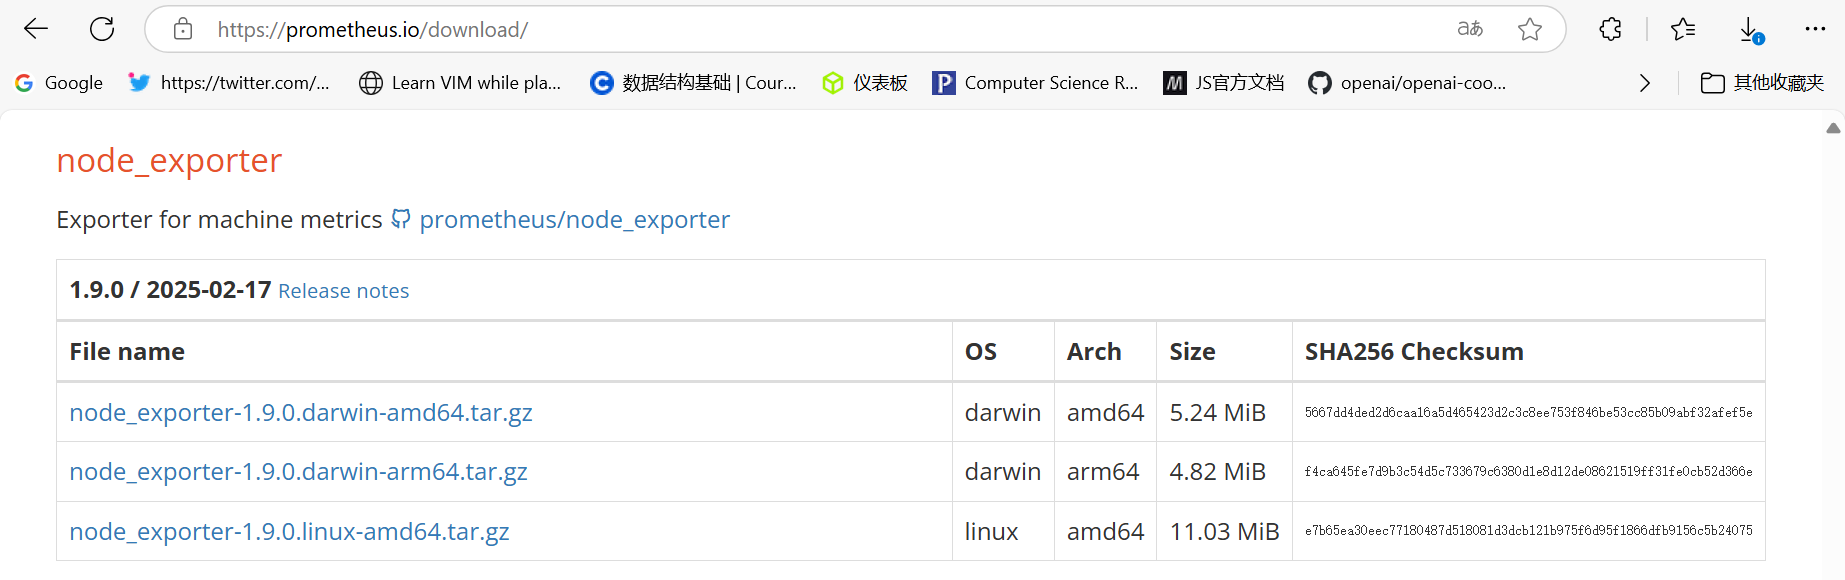 https://prometheus.io/download/
Google https://twitter.com/... Learn VIM while pla... 数据结构基础 | Cour... 仪表板 Computer Science R... JS官方文档 openai/openai-coo... 其他收藏夹
node_exporter
Exporter for machine metrics prometheus/node_exporter
1.9.0 / 2025-02-17 Release notes
File name OS Arch Size SHA256 Checksum
node_exporter-1.9.0.darwin-amd64.tar.gz darwin amd64 5.24 MiB 5667dd4ded2d6caa16a5d465423d2c3c8ee753f846be53cc85b09abf32afef5e
node_exporter-1.9.0.darwin-arm64.tar.gz darwin arm64 4.82 MiB f4ca645fe7d9b3c54d5c733679c6380d1e8d12de08621519ff31fe0cb52d366e
node_exporter-1.9.0.linux-amd64.tar.gz linux amd64 11.03 MiB e7b65ea30eec77180487d518081d3dcb121b975f6d95f1866dfb9156c5b24075